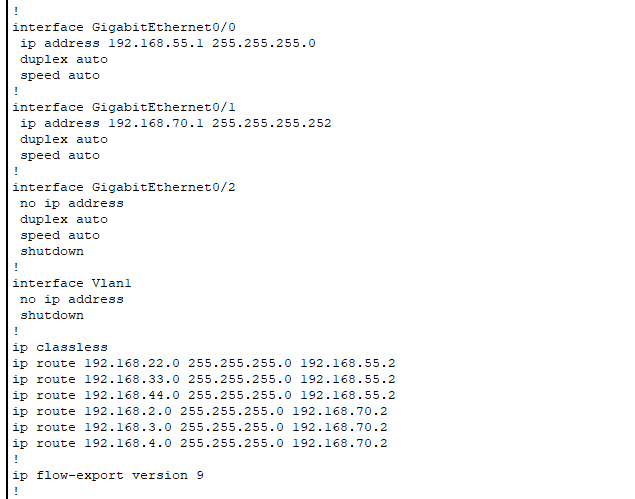 !
interface GigabitEthernet0/0
 ip address 192.168.55.1 255.255.255.0
 duplex auto
 speed auto
!
interface GigabitEthernet0/1
 ip address 192.168.70.1 255.255.255.252
 duplex auto
 speed auto
!
interface GigabitEthernet0/2
 no ip address
 duplex auto
 speed auto
 shutdown
!
interface Vlan1
 no ip address
 shutdown
!
ip classless
ip route 192.168.22.0 255.255.255.0 192.168.55.2
ip route 192.168.33.0 255.255.255.0 192.168.55.2
ip route 192.168.44.0 255.255.255.0 192.168.55.2
ip route 192.168.2.0 255.255.255.0 192.168.70.2
ip route 192.168.3.0 255.255.255.0 192.168.70.2
ip route 192.168.4.0 255.255.255.0 192.168.70.2
!
ip flow-export version 9
!